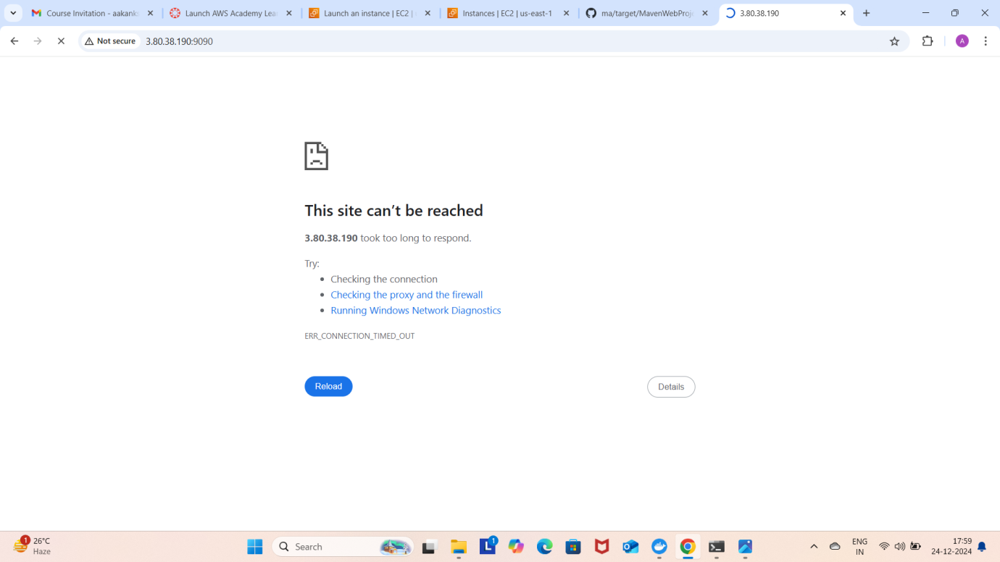 Course Invitation - aakank
Launch AWS Academy Lea
Launch an instance | EC2 |
Instances | EC2 | us-east-1
ma/target/MavenWebProje
3.80.38.190
Not secure
3.80.38.190:9090
A
This site can't be reached
3.80.38.190 took too long to respond.
Try:
Checking the connection
Checking the proxy and the firewall
Running Windows Network Diagnostics
ERR_CONNECTION_TIMED_OUT
Reload
Details
1
26°C
Haze
Search
L
1
ENG
IN
17:59
24-12-2024